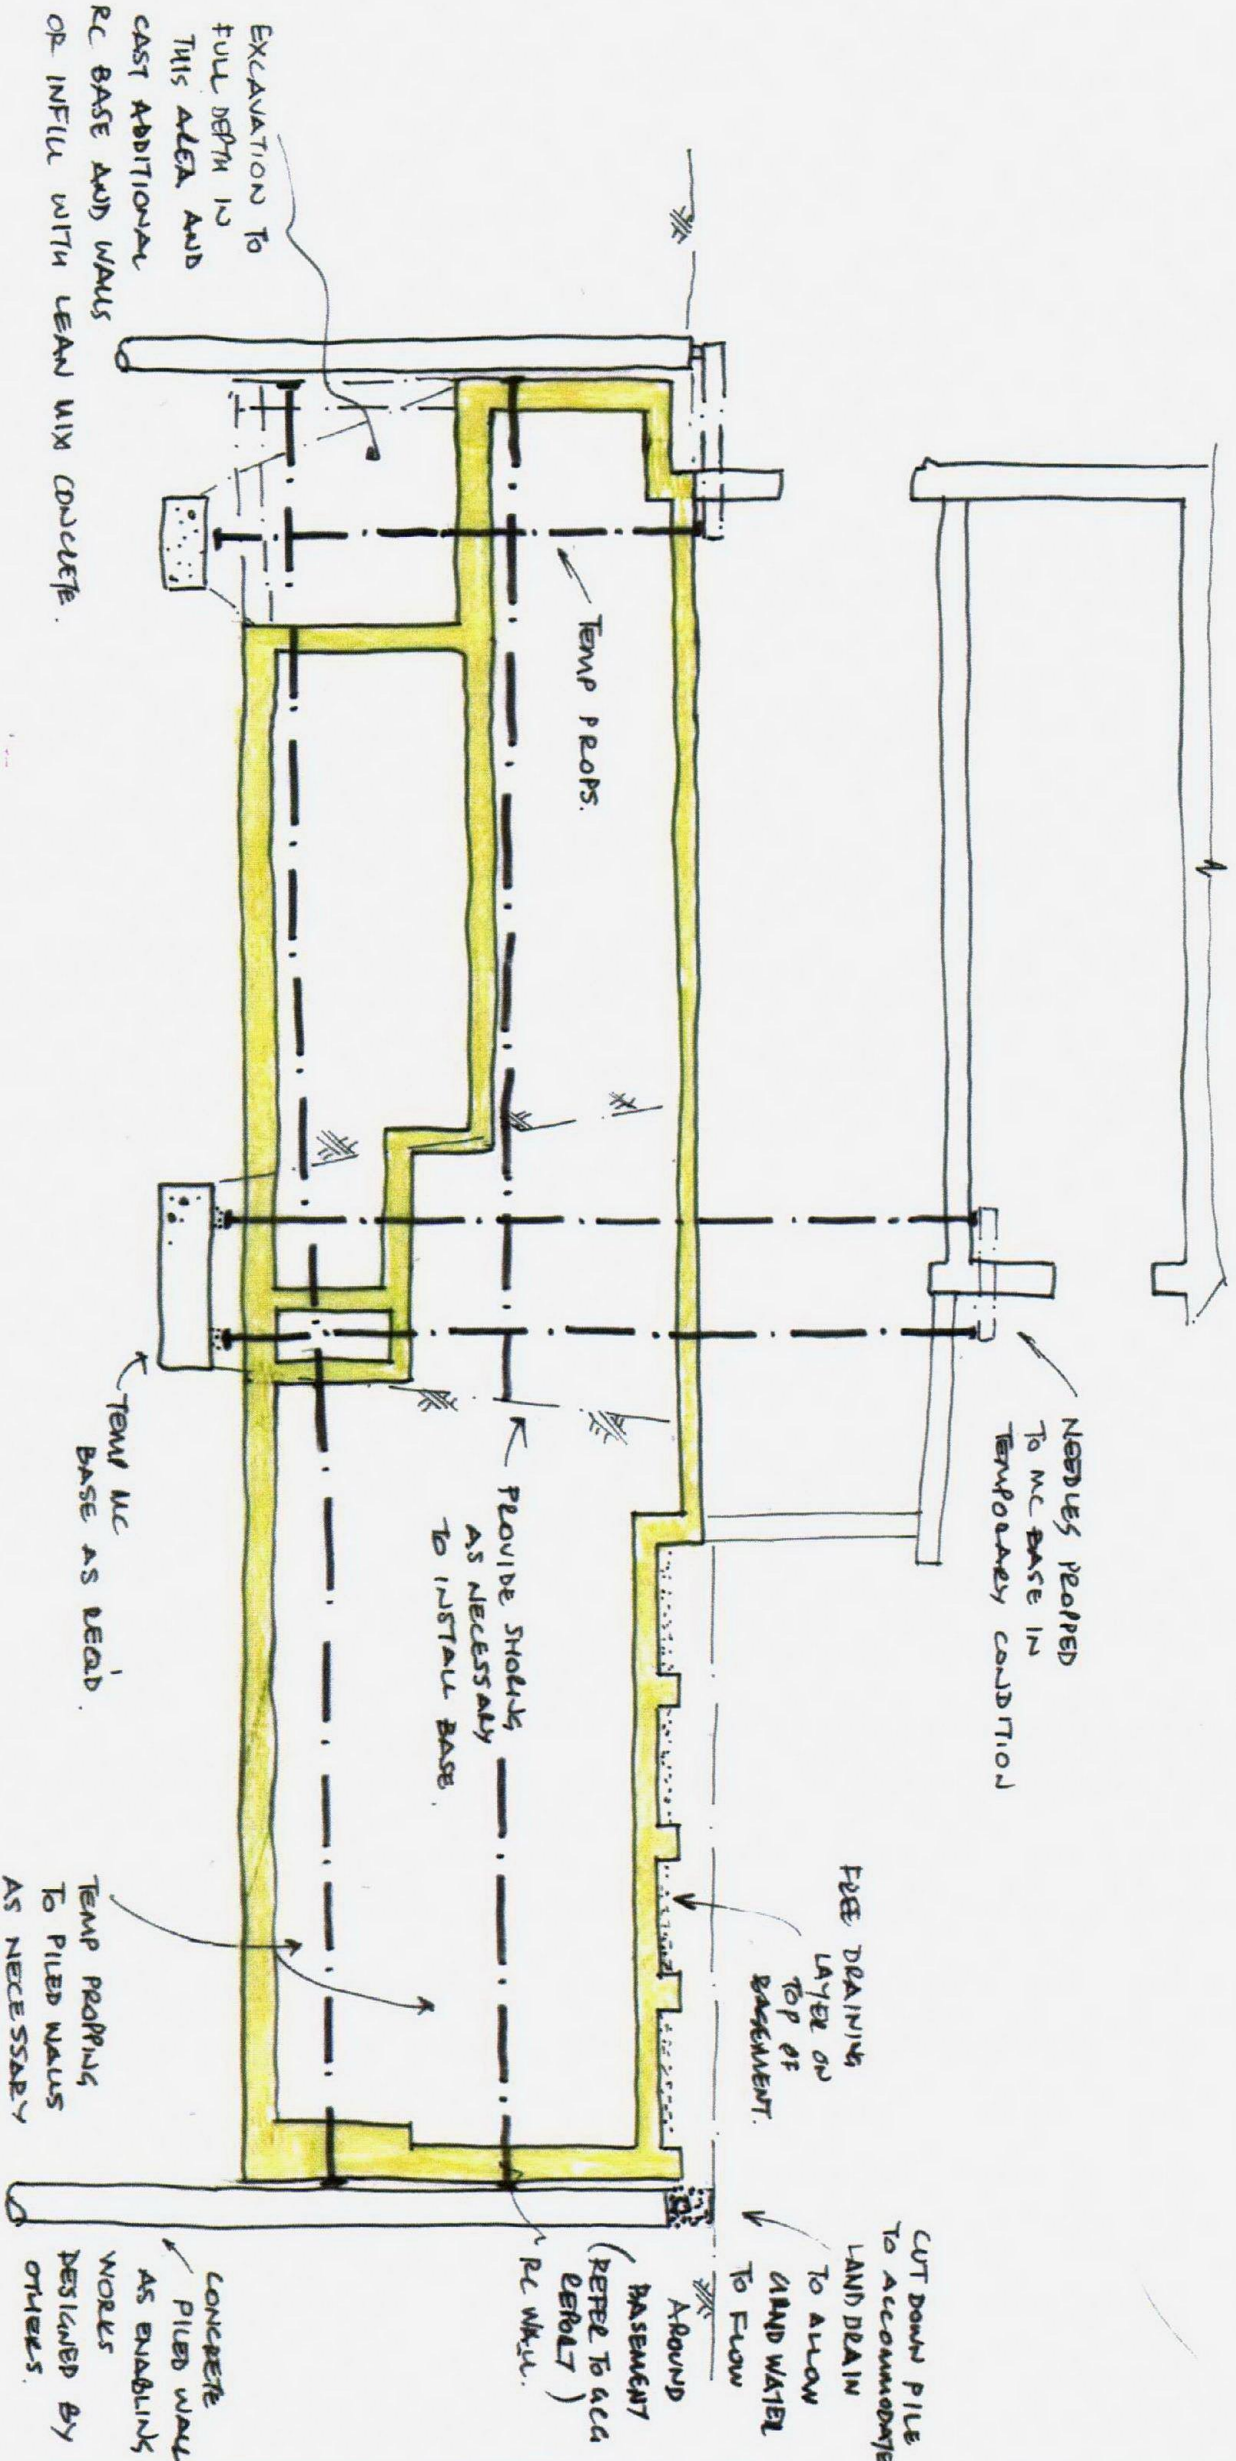 EXCAVATION TO
FULL DEPTH IN
THIS AREA AND
CAST ADDITIONAL
RC BASE AND WALLS
OR INFILL WITH LEAN MIX CONCRETE.
TEMP PROPS.
NEEDLES PROPPED
TO MC BASE IN
TEMPORARY CONDITION
TEMP MC
BASE AS REQ'D.
PROVIDE SHORING
AS NECESSARY
TO INSTALL BASE.
FREE DRAINING
LAYER ON
TOP OF
BASEMENT.
TEMP PROPPING
TO PILED WALLS
AS NECESSARY
CUT DOWN PILE
TO ACCOMMODATE
LAND DRAIN
TO ALLOW
GRND WATER
TO FLOW
AROUND
BASEMENT
(REFER TO GCG
REPORT)
RC WALL.
CONCRETE
PILED WALL
AS ENABLING
WORKS
DESIGNED BY
OTHERS.